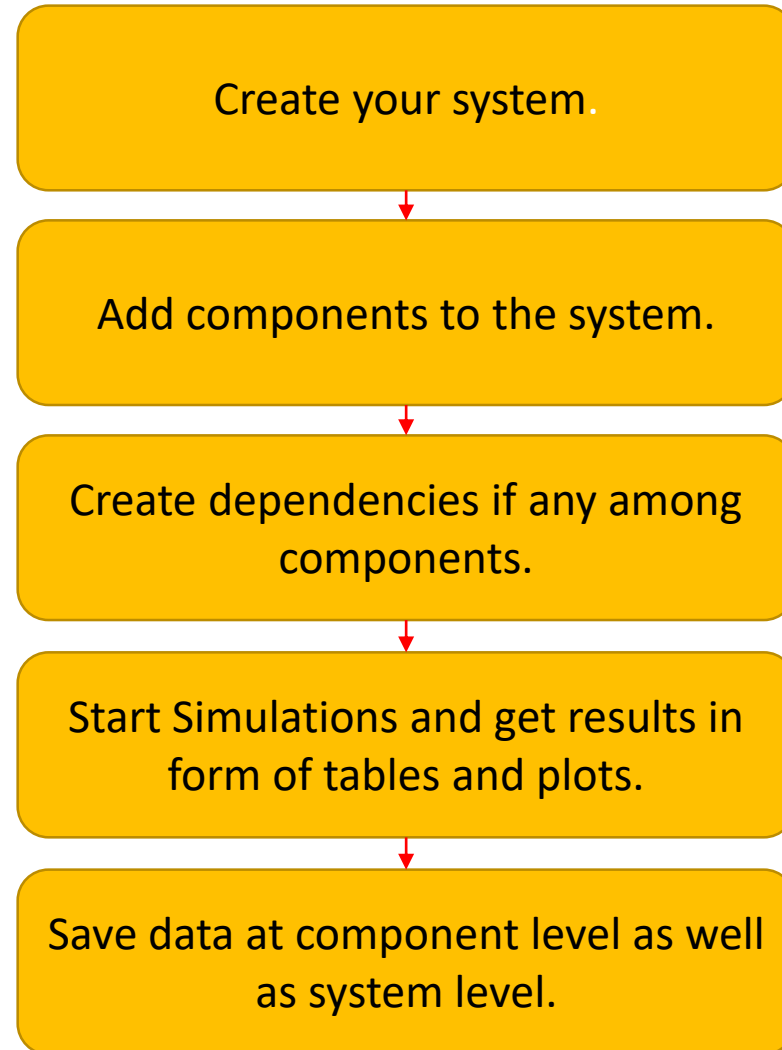 Create your system.
Add components to the system.
Create dependencies if any among
components.
Start Simulations and get results in
form of tables and plots.
Save data at component level as well
as system level.